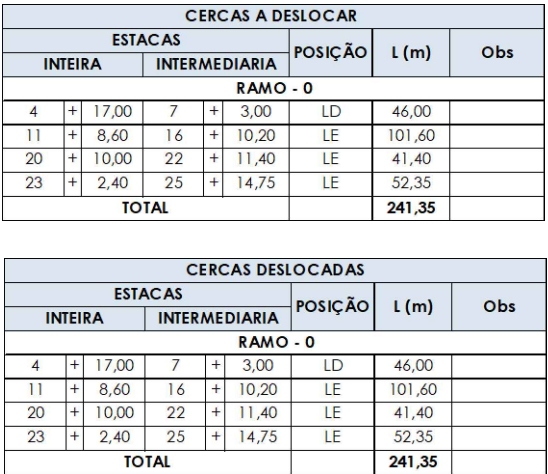 CERCAS A DESLOCAR
ESTACAS POSIÇÃO L (m) Obs
INTEIRA INTERMEDIARIA
RAMO - 0
4 + 17,00 7 + 3,00 LD 46,00
11 + 8,60 16 + 10,20 LE 101,60
20 + 10,00 22 + 11,40 LE 41,40
23 + 2,40 25 + 14,75 LE 52,35
TOTAL 241,35
CERCAS DESLOCADAS
ESTACAS POSIÇÃO L (m) Obs
INTEIRA INTERMEDIARIA
RAMO - 0
4 + 17,00 7 + 3,00 LD 46,00
11 + 8,60 16 + 10,20 LE 101,60
20 + 10,00 22 + 11,40 LE 41,40
23 + 2,40 25 + 14,75 LE 52,35
TOTAL 241,35